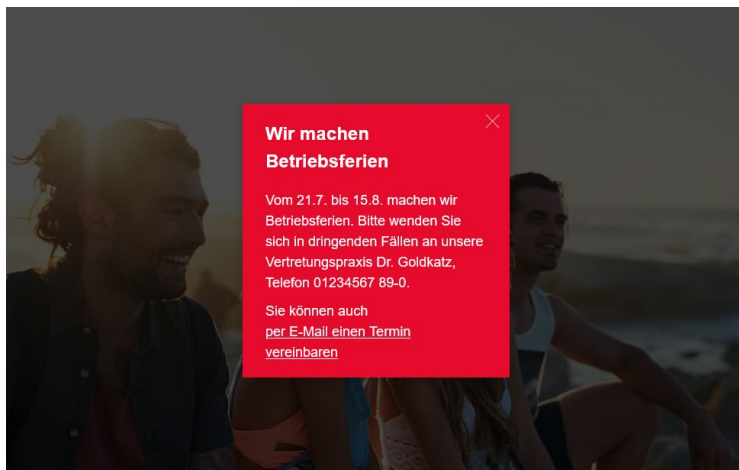 Wir machen
Betriebsferien
Vom 21.7. bis 15.8. machen wir
Betriebsferien. Bitte wenden Sie
sich in dringenden Fällen an unsere
Vertretungspraxis Dr. Goldkatz,
Telefon 01234567 89-0.
Sie können auch
per E-Mail einen Termin
vereinbaren